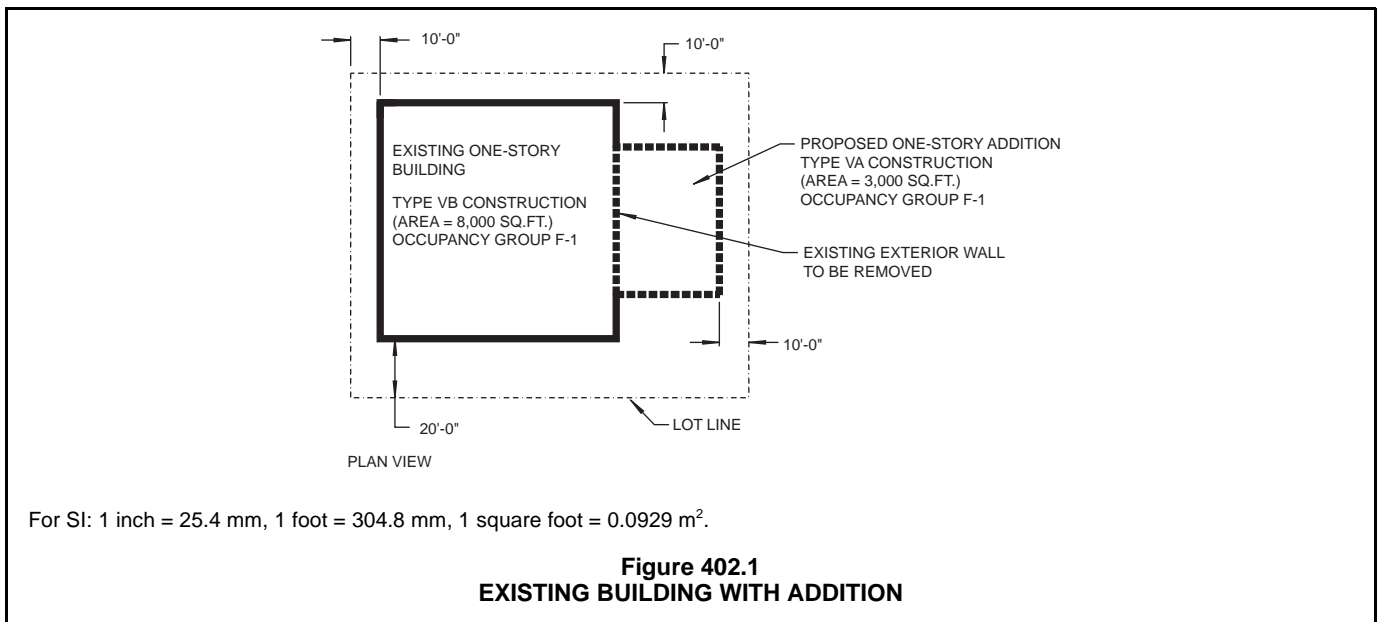 10'-0"
10'-0"
EXISTING ONE-STORY
BUILDING
TYPE VB CONSTRUCTION
(AREA = 8,000 SQ.FT.)
OCCUPANCY GROUP F-1
PROPOSED ONE-STORY ADDITION
TYPE VA CONSTRUCTION
(AREA = 3,000 SQ.FT.)
OCCUPANCY GROUP F-1
EXISTING EXTERIOR WALL
TO BE REMOVED
10'-0"
20'-0"
LOT LINE
PLAN VIEW
For SI: 1 inch = 25.4 mm, 1 foot = 304.8 mm, 1 square foot = 0.0929 m².
Figure 402.1
EXISTING BUILDING WITH ADDITION